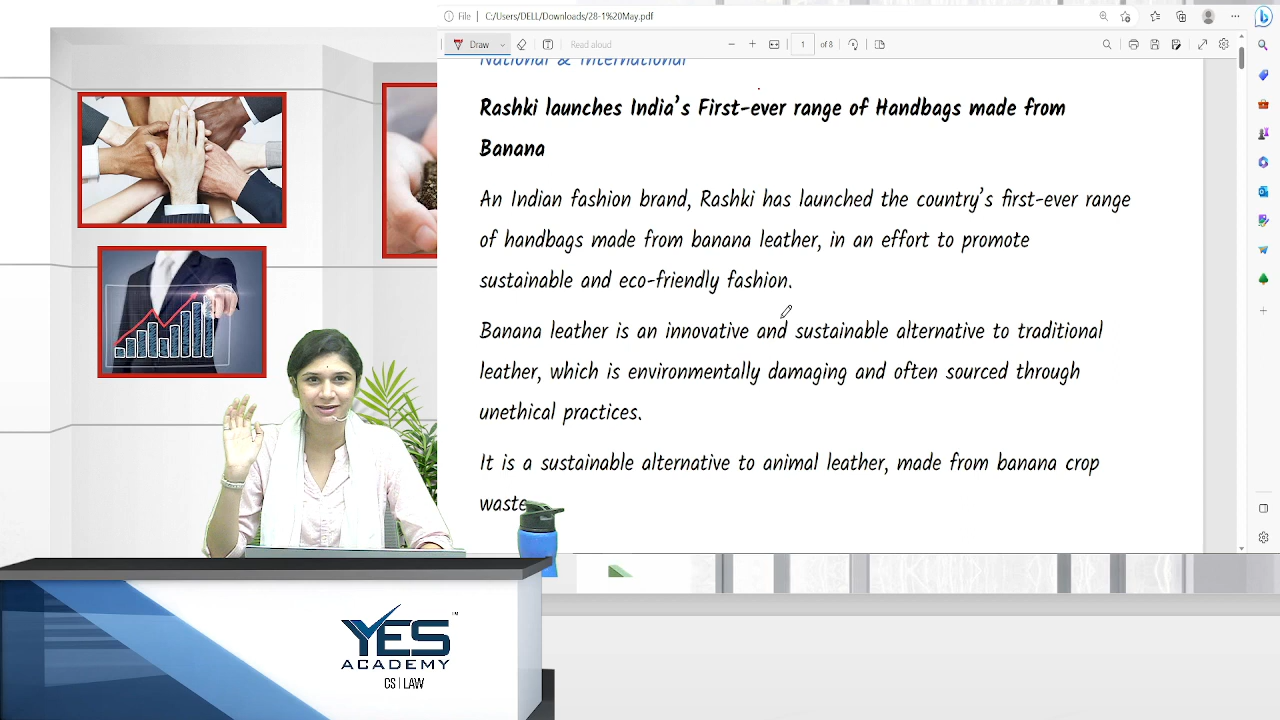 File
C:/Users/DELL/Downloads/28-1%20May.pdf
Draw
Read aloud
1 of 8
National & International
Rashki launches India's First-ever range of Handbags made from
Banana
An Indian fashion brand, Rashki has launched the country's first-ever range
of handbags made from banana leather, in an effort to promote
sustainable and eco-friendly fashion.
Banana leather is an innovative and sustainable alternative to traditional
leather, which is environmentally damaging and often sourced through
unethical practices.
It is a sustainable alternative to animal leather, made from banana crop
waste
YES
ACADEMY
CS | LAW